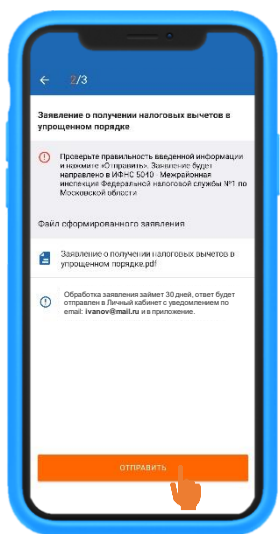 2/3
Заявление о получении налоговых вычетов в
упрощенном порядке
Проверьте правильность введенной информации
и нажмите «Отправить». Заявление будет
направлено в ИФНС 5040 - Межрайонная
инспекция Федеральной налоговой службы №1 по
Московской области
Файл сформированного заявления
Заявление о получении налоговых вычетов в
упрощенном порядке.pdf
Обработка заявления займет 30 дней, ответ будет
отправлен в Личный кабинет с уведомлением по
email: ivanov@mail.ru и в приложение.
ОТПРАВИТЬ